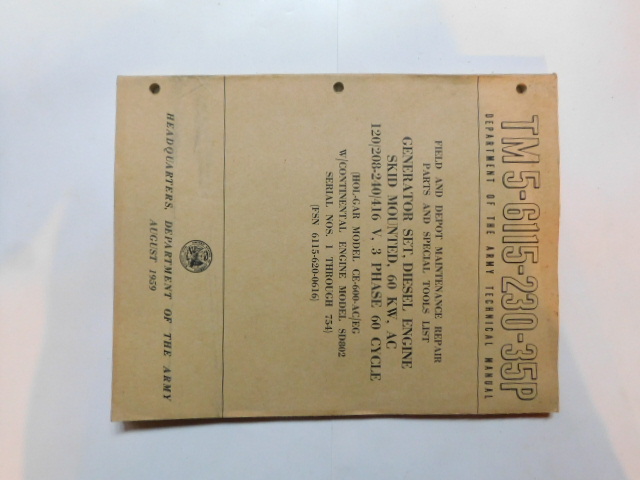 TM 5-6115-230-35P
DEPARTMENT OF THE ARMY TECHNICAL MANUAL
FIELD AND DEPOT MAINTENANCE REPAIR
PARTS AND SPECIAL TOOLS LIST
GENERATOR SET, DIESEL ENGINE
SKID MOUNTED, 60 KW, AC
120/208-240/416 V, 3 PHASE 60 CYCLE
(HOL-GAR MODEL CE-600-AC/EG
W/CONTINENTAL ENGINE MODEL SD802
SERIAL NOS. 1 THROUGH 754)
(FSN 6115-620-0616)
HEADQUARTERS, DEPARTMENT OF THE ARMY
AUGUST 1959